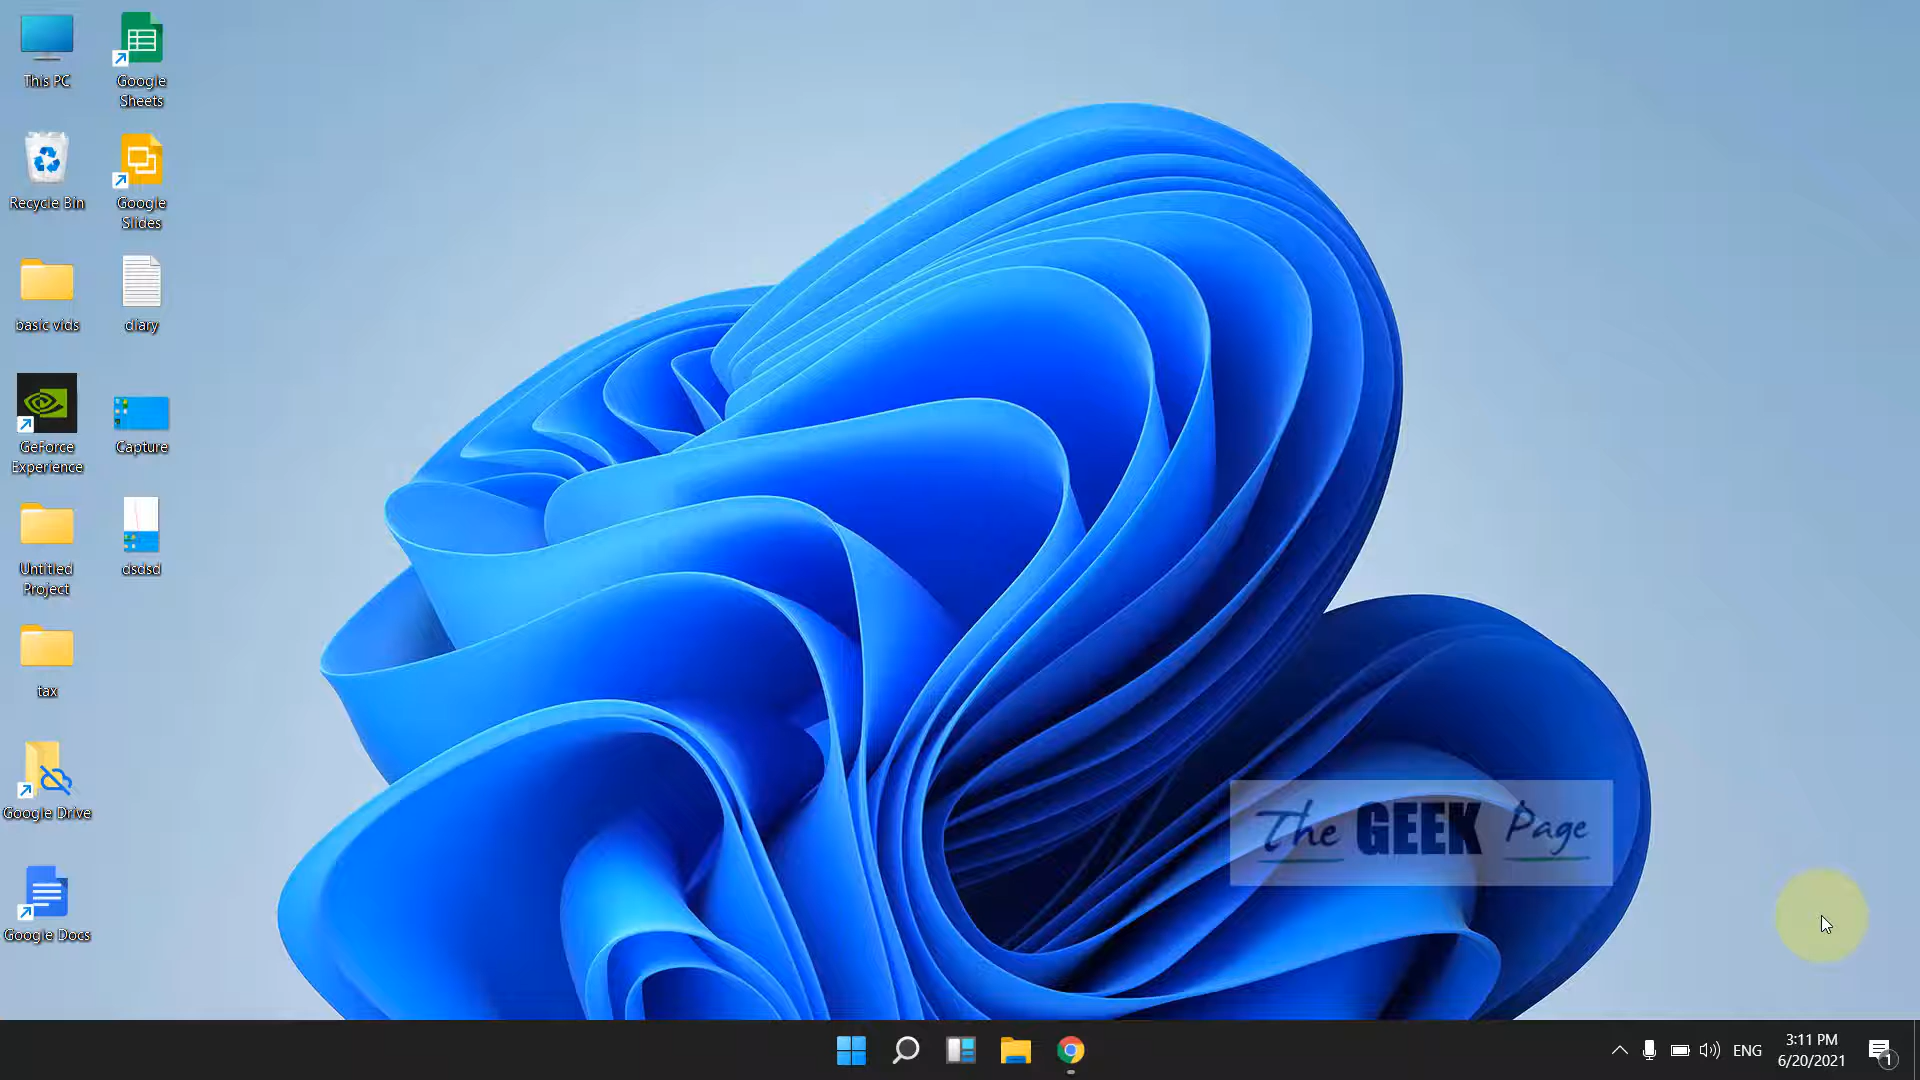 This PC
Google
Sheets
Recycle Bin
Google
Slides
basic vids
diary
GeForce
Experience
Capture
Untitled
Project
dsdsd
tax
Google Drive
Google Docs
The GEEK Page
ENG
3:11 PM
6/20/2021
1